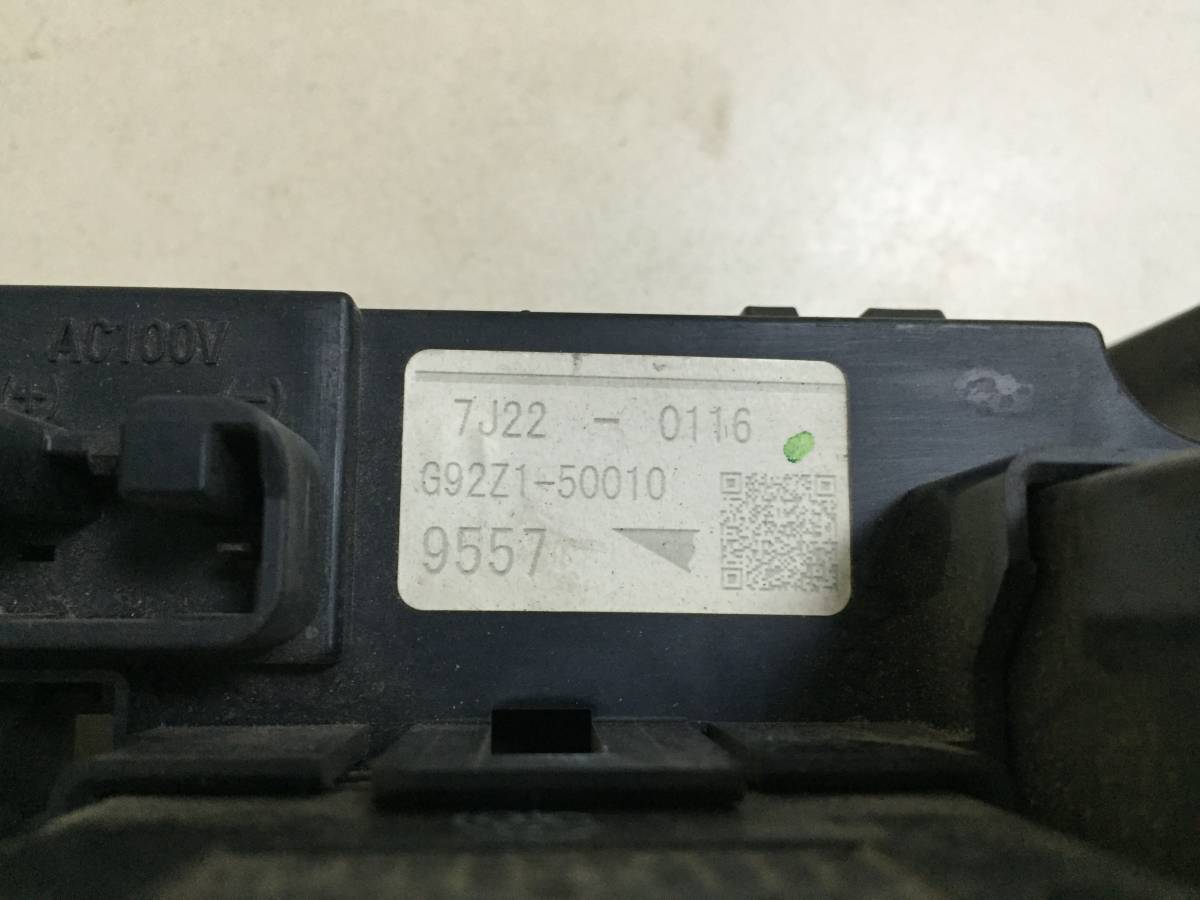 AC100V
(+) (-)
7J22 - 0116
G92Z1-50010
9557